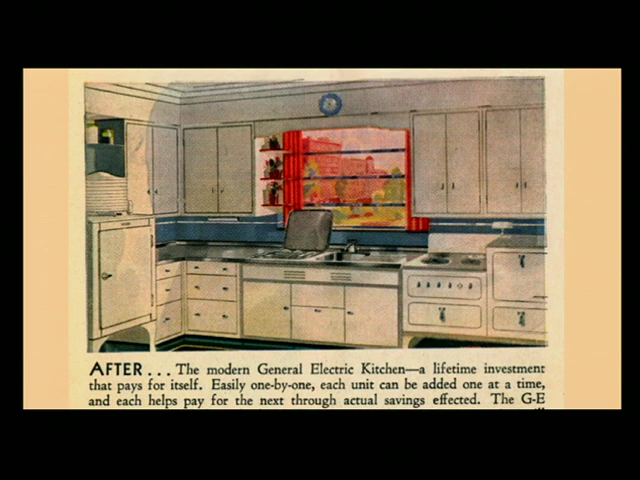 AFTER... The modern General Electric Kitchen—a lifetime investment
that pays for itself. Easily one-by-one, each unit can be added one at a time,
and each helps pay for the next through actual savings effected. The G-E